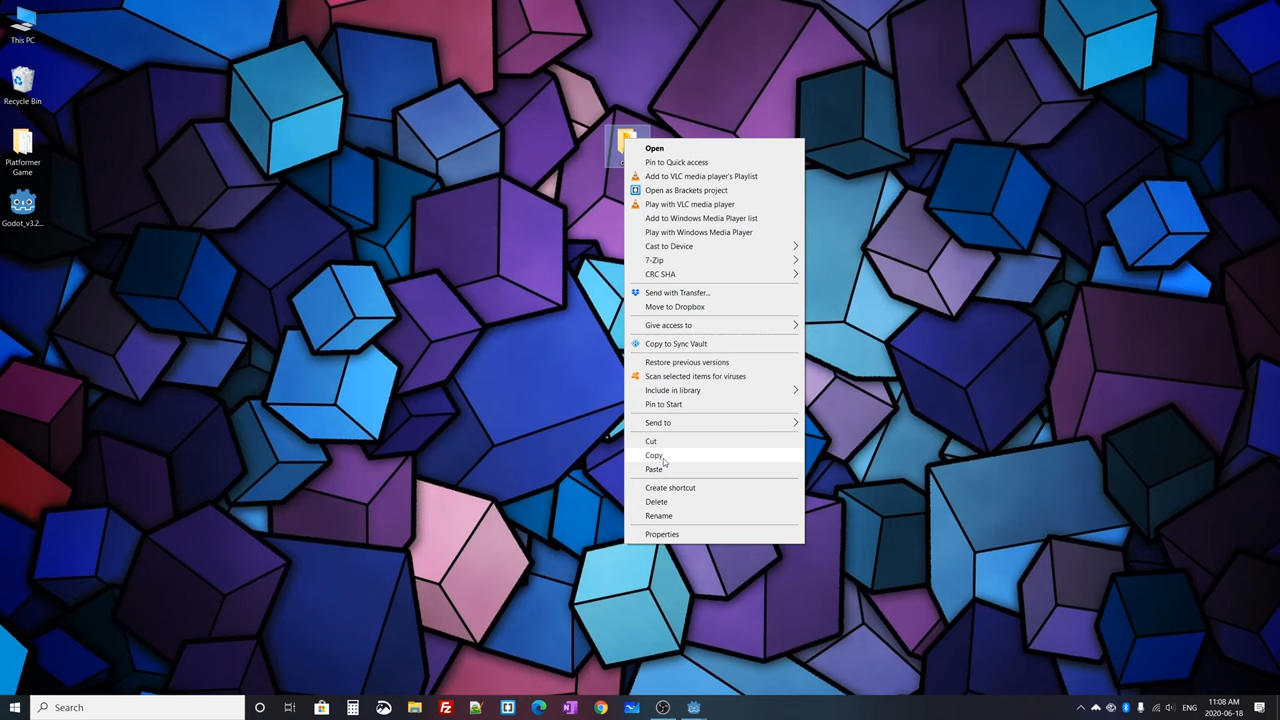 This PC
Recycle Bin
Platformer
Game
Godot_v3.2...
Open
Pin to Quick access
Add to VLC media player's Playlist
Open as Brackets project
Play with VLC media player
Add to Windows Media Player list
Play with Windows Media Player
Cast to Device
7-Zip
CRC SHA
Send with Transfer...
Move to Dropbox
Give access to
Copy to Sync Vault
Restore previous versions
Scan selected items for viruses
Include in library
Pin to Start
Send to
Cut
Copy
Paste
Create shortcut
Delete
Rename
Properties
Search
11:08 AM
2020-06-18